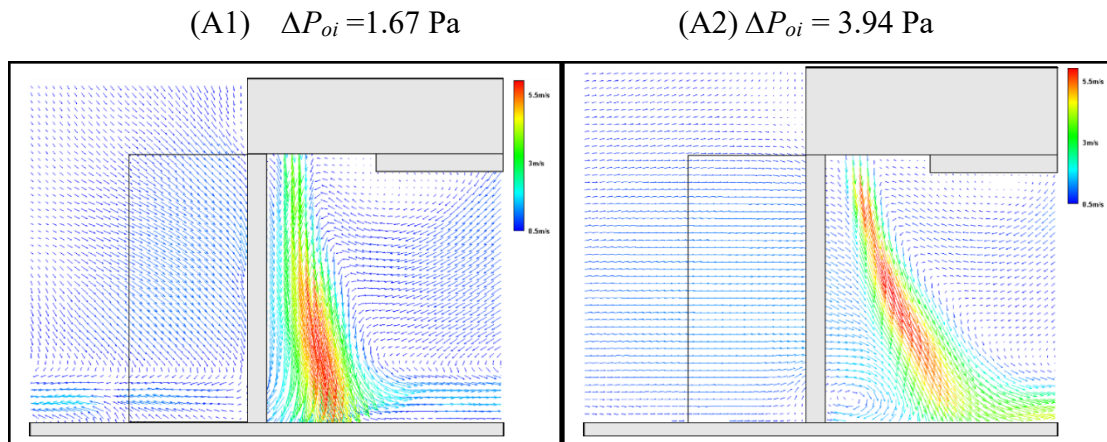 (A1) ΔPoi =1.67 Pa
(A2) ΔPoi = 3.94 Pa
5.5m/s
3m/s
0.5m/s
5.5m/s
3m/s
0.5m/s